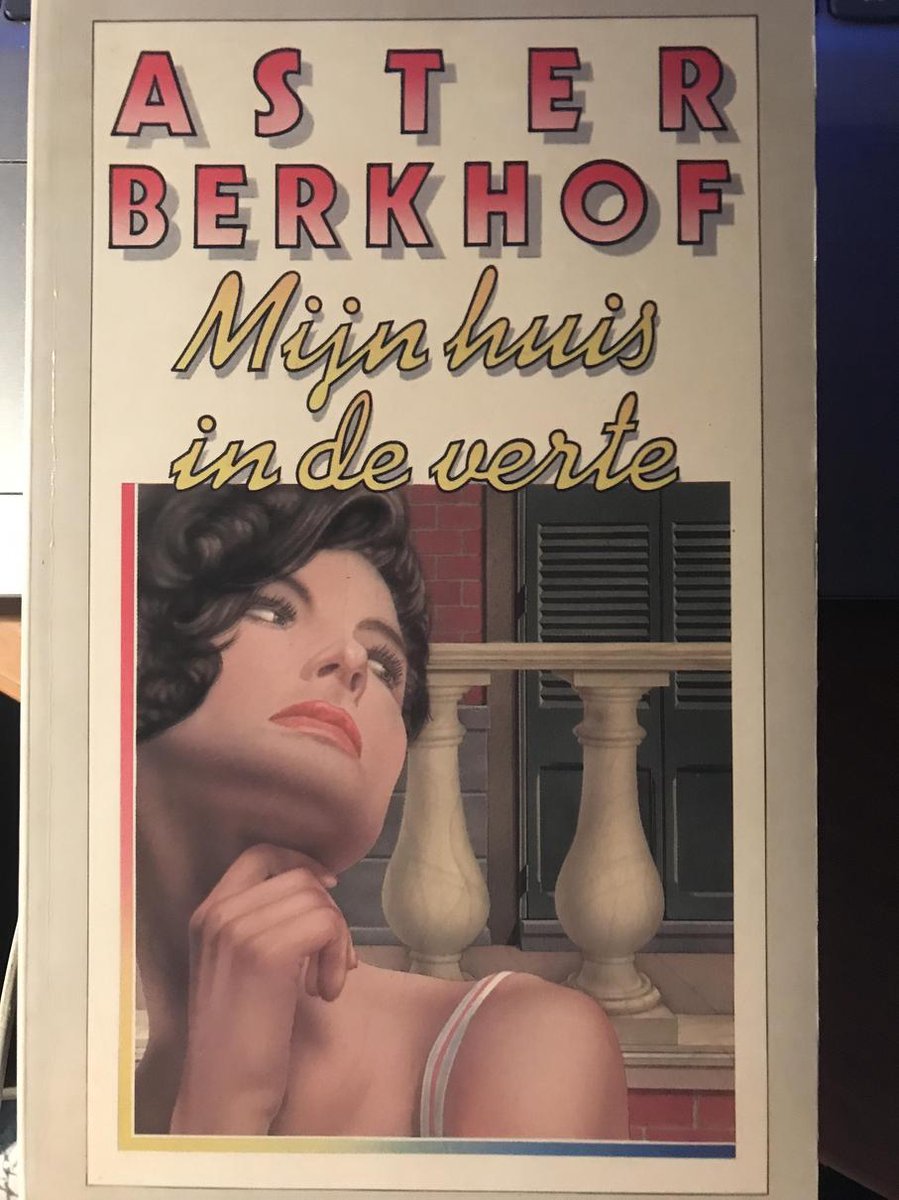 ASTER
BERKHOF
Mijn huis
in de verte